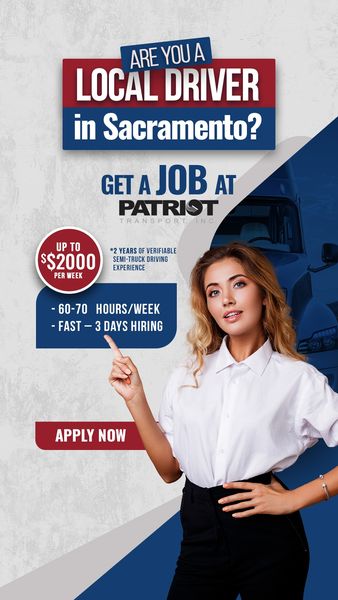 ARE YOU A
LOCAL DRIVER
in Sacramento?
GET A JOB AT
PATRIOT
TRANSPORT, INC
UP TO
$$2000
PER WEEK
*2 YEARS OF VERIFIABLE
SEMI-TRUCK DRIVING
EXPERIENCE
- 60-70 HOURS/WEEK
- FAST – 3 DAYS HIRING
APPLY NOW